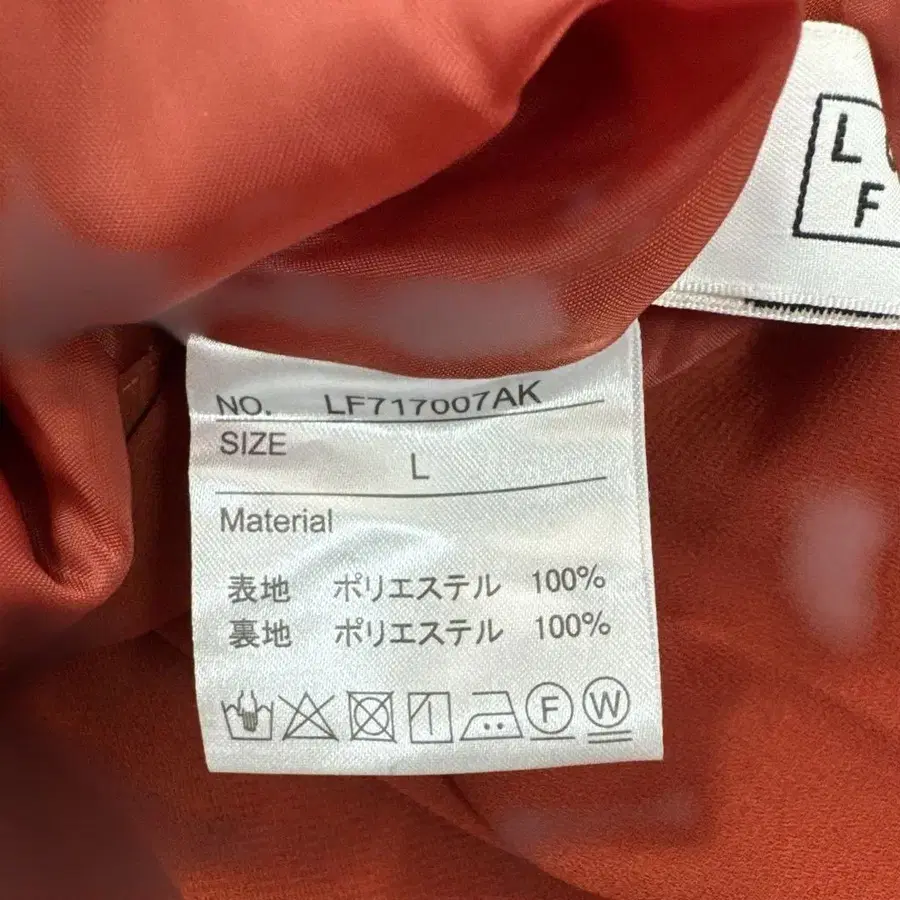 L
F
NO. LF717007AK
SIZE
L
Material
表地 ポリエステル 100%
裏地 ポリエステル 100%
F W